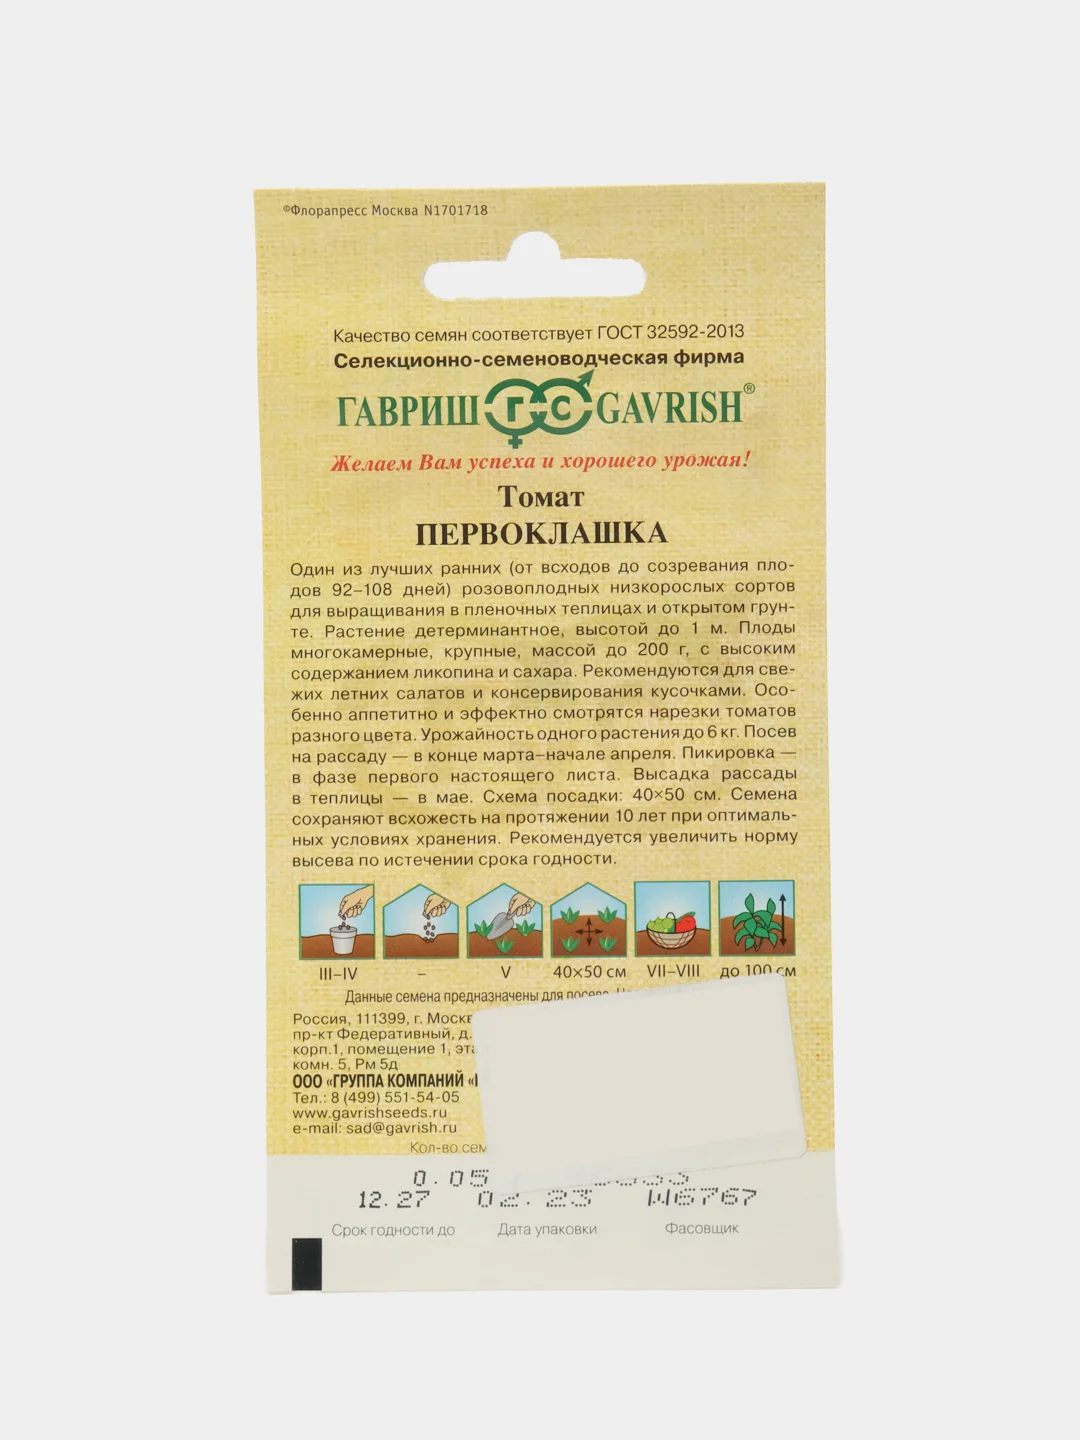 ©Флорапресс Москва N1701718
Качество семян соответствует ГОСТ 32592-2013
Селекционно-семеноводческая фирма
ГАВРИШ ГС GAVRISH®
Желаем Вам успеха и хорошего урожая!
Томат
ПЕРВОКЛАШКА
Один из лучших ранних (от всходов до созревания пло-
дов 92–108 дней) розовоплодных низкорослых сортов
для выращивания в пленочных теплицах и открытом грун-
те. Растение детерминантное, высотой до 1 м. Плоды
многокамерные, крупные, массой до 200 г, с высоким
содержанием ликопина и сахара. Рекомендуются для све-
жих летних салатов и консервирования кусочками. Осо-
бенно аппетитно и эффектно смотрятся нарезки томатов
разного цвета. Урожайность одного растения до 6 кг. Посев
на рассаду — в конце марта–начале апреля. Пикировка —
в фазе первого настоящего листа. Высадка рассады
в теплицы — в мае. Схема посадки: 40×50 см. Семена
сохраняют всхожесть на протяжении 10 лет при оптималь-
ных условиях хранения. Рекомендуется увеличить норму
высева по истечении срока годности.
III–IV – V 40×50 см VII–VIII до 100 см
Данные семена предназначены для посева.
Россия, 111399, г. Москв
пр-кт Федеративный, д.
корп.1, помещение 1, эта
комн. 5, Рм 5д
ООО «ГРУППА КОМПАНИЙ «
Тел.: 8 (499) 551-54-05
www.gavrishseeds.ru
e-mail: sad@gavrish.ru
Кол-во сем
0.05
12.27 02.23 W6767
Срок годности до Дата упаковки Фасовщик